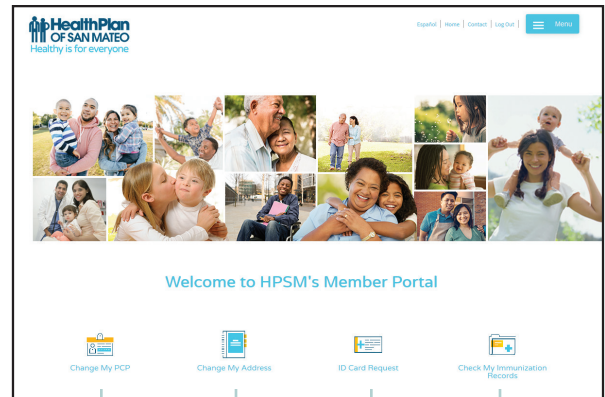 HealthPlan
OF SAN MATEO
Healthy is for everyone
Español | Home | Contact | Log Out |
Menu
Welcome to HPSM's Member Portal
Change My PCP
Change My Address
ID Card Request
Check My Immunization
Records